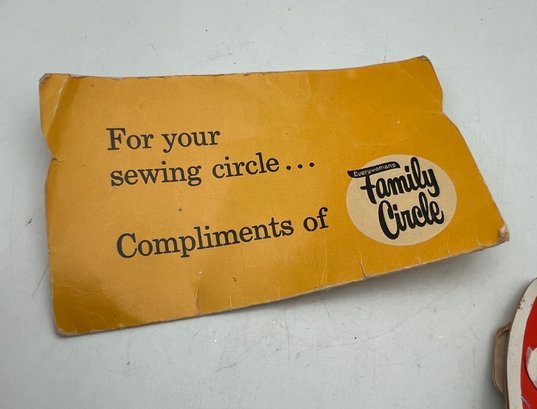 For your
sewing circle...
Compliments of
Everywoman's
Family
Circle